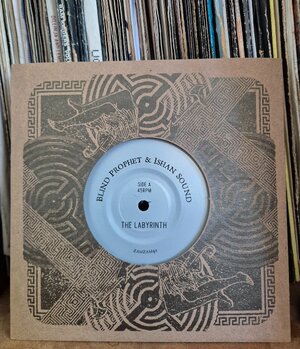 BLIND PROPHET & ISHAN SOUND
SIDE A
45RPM
THE LABYRINTH